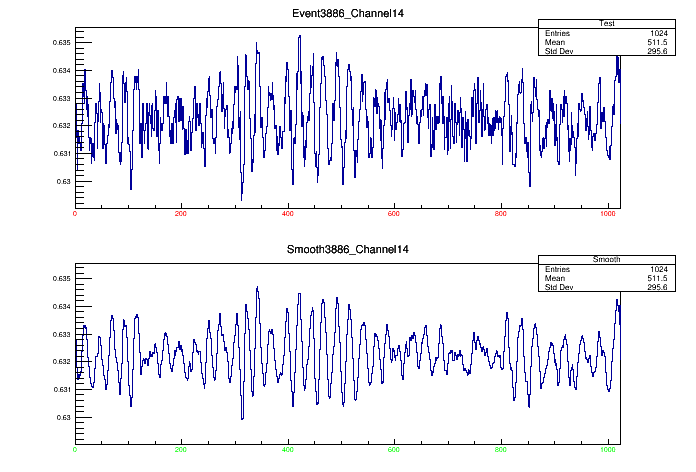 Event3886_Channel14
Test
Entries 1024
Mean 511.5
Std Dev 295.6
0.635
0.634
0.633
0.632
0.631
0.63
0 200 400 600 800 1000
Smooth3886_Channel14
Smooth
Entries 1024
Mean 511.5
Std Dev 295.6
0.635
0.634
0.633
0.632
0.631
0.63
0 200 400 600 800 1000